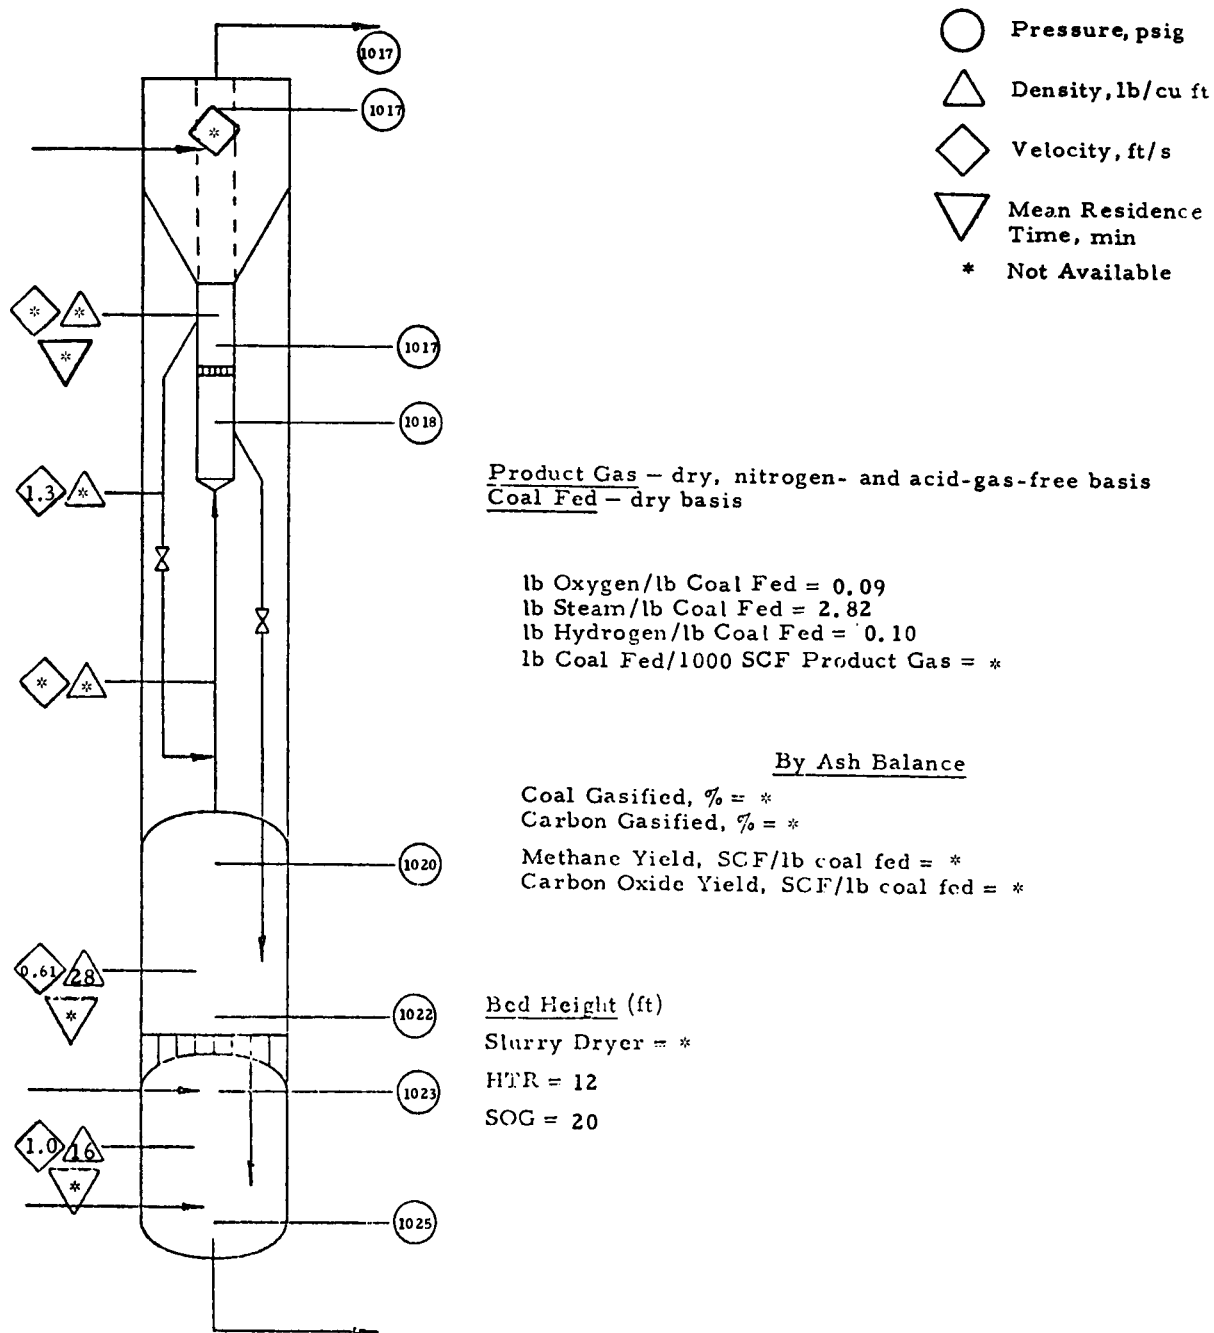 1017
Pressure, psig
1017
Density, lb/cu ft
*
Velocity, ft/s
Mean Residence
Time, min
* Not Available
* *
*
1017
1018
1.3 *
Product Gas – dry, nitrogen- and acid-gas-free basis
Coal Fed – dry basis
lb Oxygen/lb Coal Fed = 0.09
lb Steam/lb Coal Fed = 2.82
lb Hydrogen/lb Coal Fed = 0.10
lb Coal Fed/1000 SCF Product Gas = *
* *
By Ash Balance
Coal Gasified, % = *
Carbon Gasified, % = *
Methane Yield, SCF/lb coal fed = *
Carbon Oxide Yield, SCF/lb coal fed = *
1020
0.61 28
*
1022
Bed Height (ft)
Slurry Dryer = *
HTR = 12
SOG = 20
1023
1.0 16
*
1025